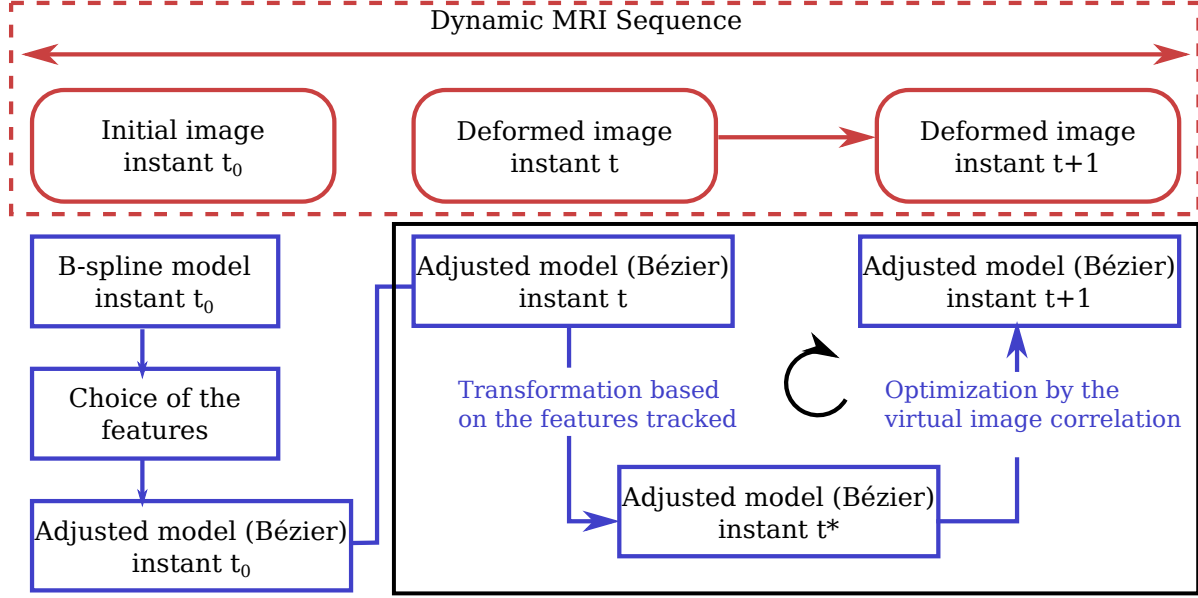 Dynamic MRI Sequence
Initial image
instant t₀
Deformed image
instant t
Deformed image
instant t+1
B-spline model
instant t₀
Choice of the
features
Adjusted model (Bézier)
instant t₀
Adjusted model (Bézier)
instant t
Transformation based
on the features tracked
Adjusted model (Bézier)
instant t*
Optimization by the
virtual image correlation
Adjusted model (Bézier)
instant t+1